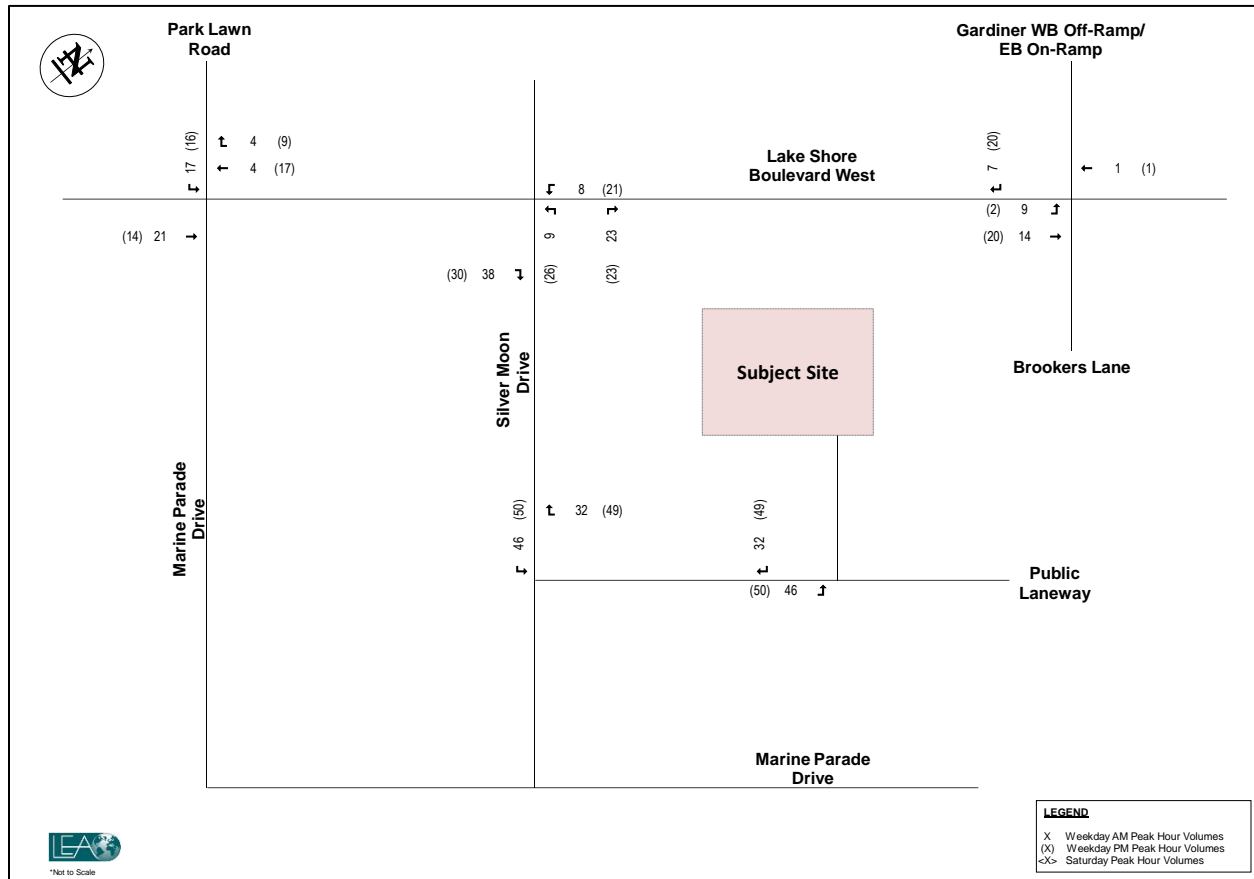 Park Lawn
Road
Gardiner WB Off-Ramp/
EB On-Ramp
N
17 (16)
4 (9)
4 (17)
Lake Shore
Boulevard West
7 (20)
1 (1)
8 (21)
(2) 9
(14) 21
9 (26)
23 (23)
(20) 14
(30) 38
Silver Moon
Drive
Subject Site
Brookers Lane
Marine Parade
Drive
46 (50)
32 (49)
32 (49)
(50) 46
Public
Laneway
Marine Parade
Drive
LEGEND
X Weekday AM Peak Hour Volumes
(X) Weekday PM Peak Hour Volumes
<X> Saturday Peak Hour Volumes
LEA
*Not to Scale